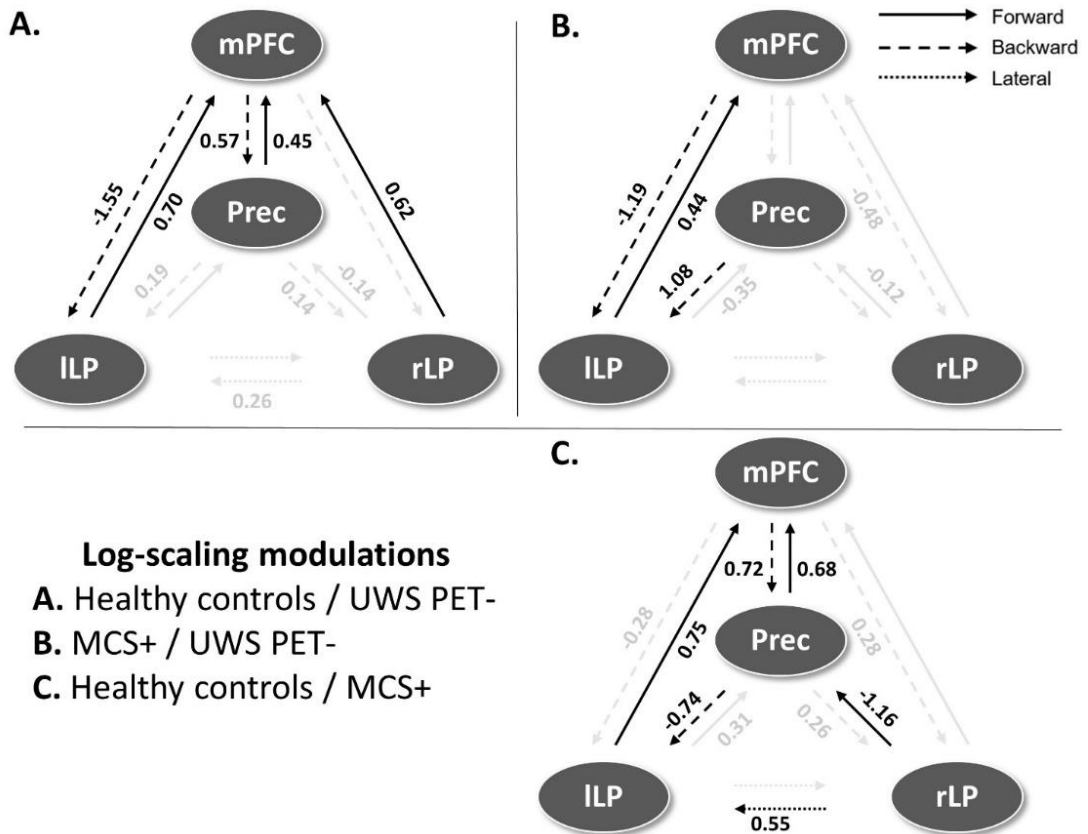 A.
mPFC
0.57
0.45
-1.55
0.70
0.62
Prec
0.19
0.14
-0.14
lLP
rLP
0.26
B.
mPFC
Forward
Backward
Lateral
-1.19
0.44
Prec
-0.48
1.08
-0.35
-0.12
lLP
rLP
C.
mPFC
0.72
0.68
-0.28
0.75
Prec
0.28
-0.74
0.31
0.26
-1.16
lLP
rLP
0.55
Log-scaling modulations
A. Healthy controls / UWS PET-
B. MCS+ / UWS PET-
C. Healthy controls / MCS+